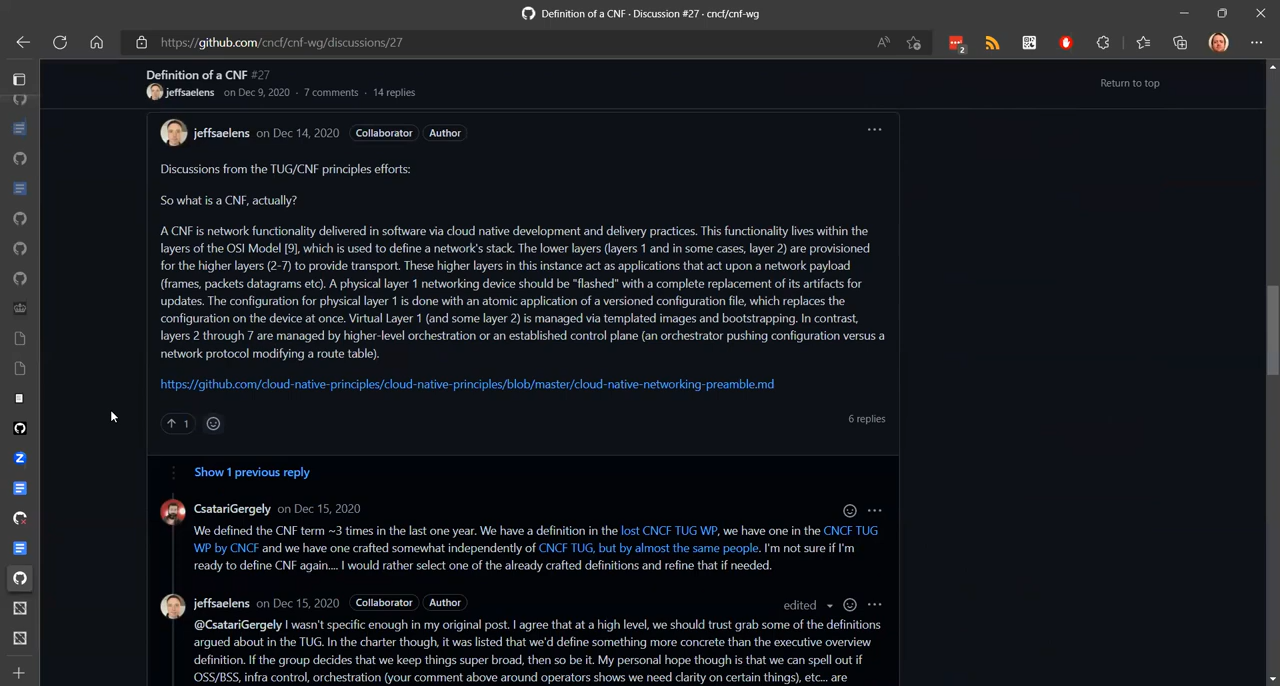 Definition of a CNF · Discussion #27 · cncf/cnf-wg
https://github.com/cncf/cnf-wg/discussions/27
2
Definition of a CNF #27
jeffsaelens on Dec 9, 2020 · 7 comments · 14 replies
Return to top
jeffsaelens on Dec 14, 2020 Collaborator Author
Discussions from the TUG/CNF principles efforts:
So what is a CNF, actually?
A CNF is network functionality delivered in software via cloud native development and delivery practices. This functionality lives within the
layers of the OSI Model [9], which is used to define a network's stack. The lower layers (layers 1 and in some cases, layer 2) are provisioned
for the higher layers (2-7) to provide transport. These higher layers in this instance act as applications that act upon a network payload
(frames, packets datagrams etc). A physical layer 1 networking device should be "flashed" with a complete replacement of its artifacts for
updates. The configuration for physical layer 1 is done with an atomic application of a versioned configuration file, which replaces the
configuration on the device at once. Virtual Layer 1 (and some layer 2) is managed via templated images and bootstrapping. In contrast,
layers 2 through 7 are managed by higher-level orchestration or an established control plane (an orchestrator pushing configuration versus a
network protocol modifying a route table).
https://github.com/cloud-native-principles/cloud-native-principles/blob/master/cloud-native-networking-preamble.md
1
6 replies
Show 1 previous reply
CsatariGergely on Dec 15, 2020
We defined the CNF term ~3 times in the last one year. We have a definition in the lost CNCF TUG WP, we have one in the CNCF TUG
WP by CNCF and we have one crafted somewhat independently of CNCF TUG, but by almost the same people. I'm not sure if I'm
ready to define CNF again.... I would rather select one of the already crafted definitions and refine that if needed.
jeffsaelens on Dec 15, 2020 Collaborator Author
edited
@CsatariGergely I wasn't specific enough in my original post. I agree that at a high level, we should trust grab some of the definitions
argued about in the TUG. In the charter though, it was listed that we'd define something more concrete than the executive overview
definition. If the group decides that we keep things super broad, then so be it. My personal hope though is that we can spell out if
OSS/BSS, infra control, orchestration (your comment above around operators shows we need clarity on certain things), etc... are